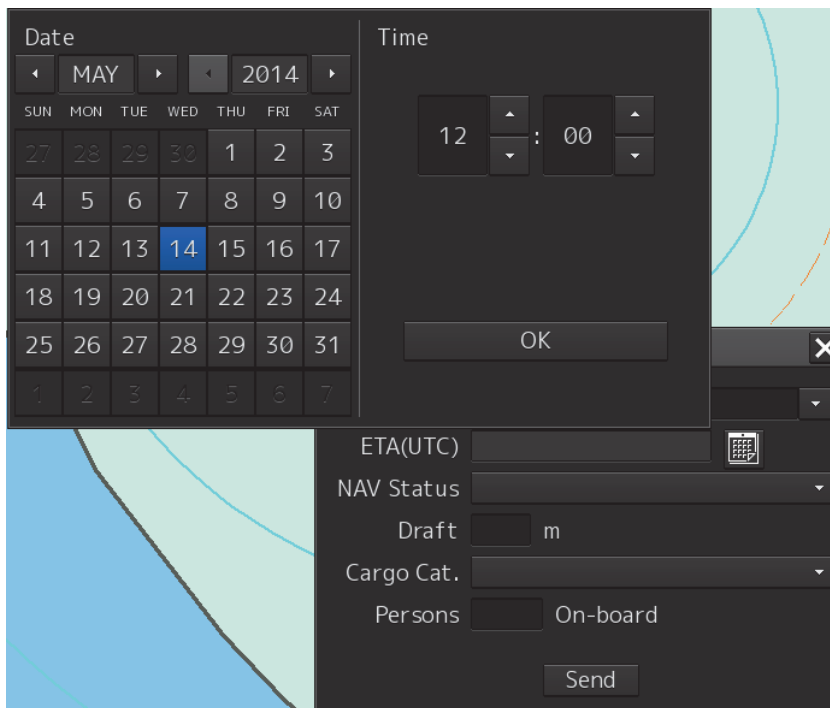 Date
MAY 2014
SUN MON TUE WED THU FRI SAT
27 28 29 30 1 2 3
4 5 6 7 8 9 10
11 12 13 14 15 16 17
18 19 20 21 22 23 24
25 26 27 28 29 30 31
1 2 3 4 5 6 7
Time
12 : 00
OK
ETA(UTC)
NAV Status
Draft m
Cargo Cat.
Persons On-board
Send